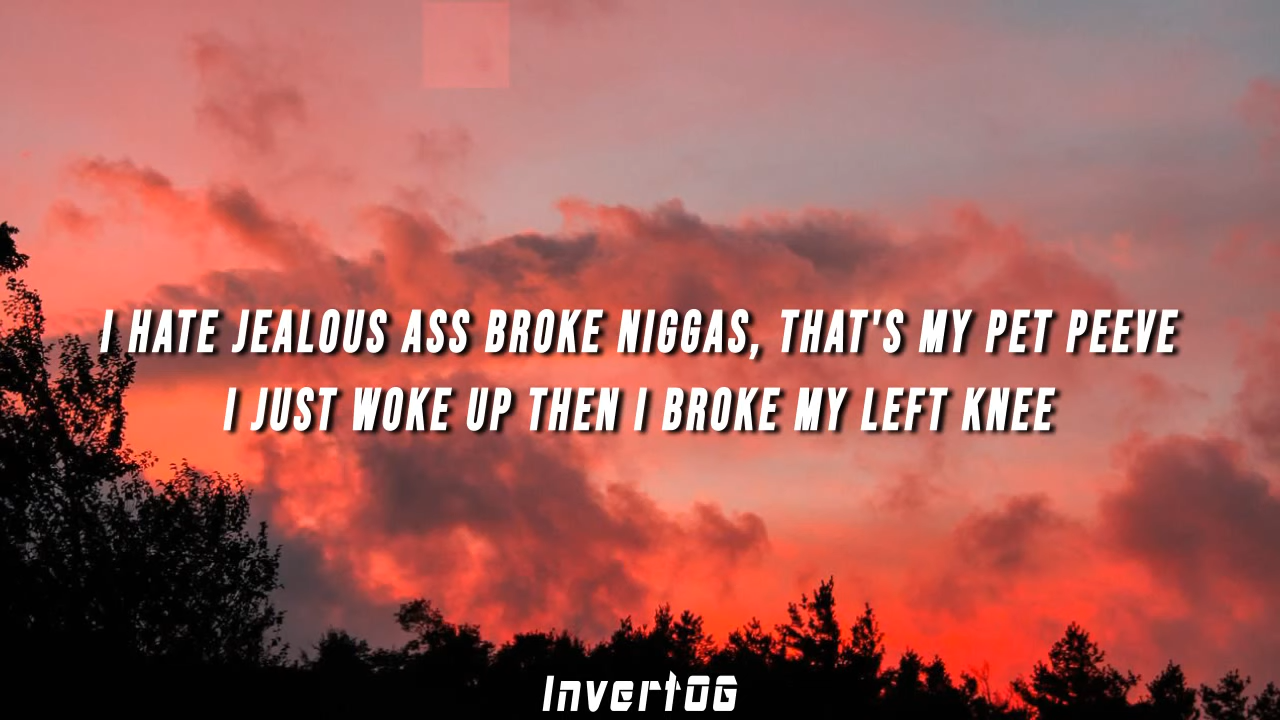 I HATE JEALOUS ASS BROKE NIGGAS, THAT'S MY PET PEEVE
I JUST WOKE UP THEN I BROKE MY LEFT KNEE
InvertOG